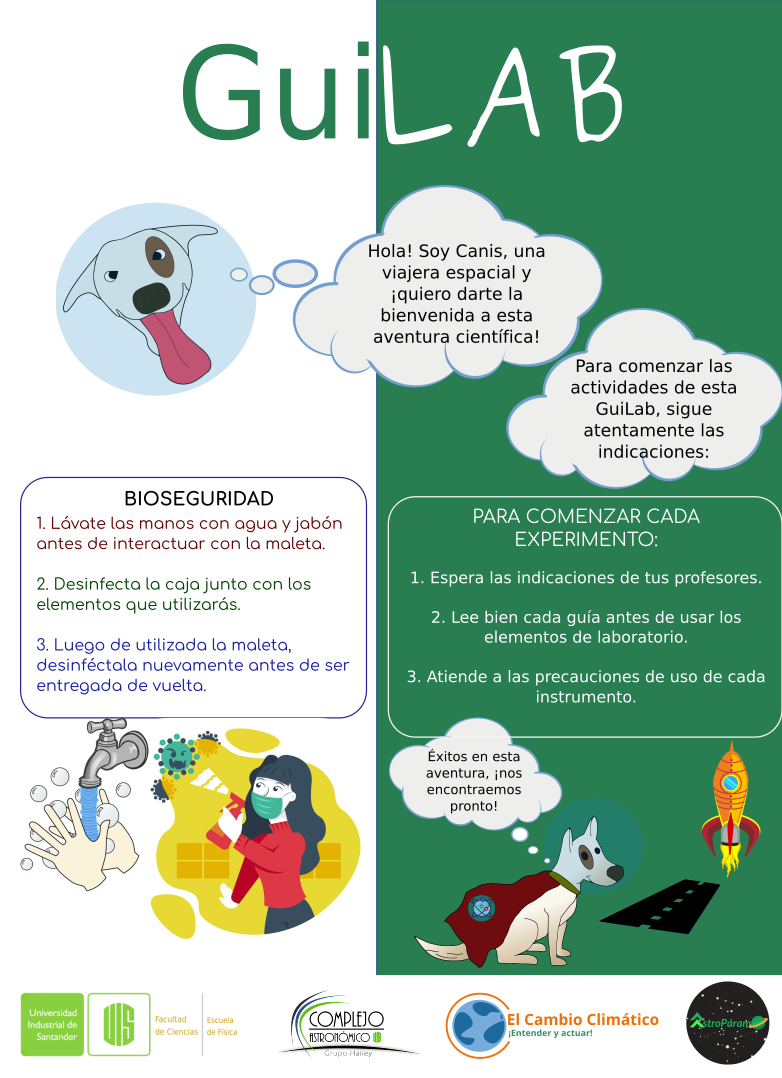 GuiLAB
Hola! Soy Canis, una
viajera espacial y
¡quiero darte la
bienvenida a esta
aventura científica!
Para comenzar las
actividades de esta
GuiLab, sigue
atentamente las
indicaciones:
BIOSEGURIDAD
1. Lávate las manos con agua y jabón
antes de interactuar con la maleta.
2. Desinfecta la caja junto con los
elementos que utilizarás.
3. Luego de utilizada la maleta,
desinféctala nuevamente antes de ser
entregada de vuelta.
PARA COMENZAR CADA
EXPERIMENTO:
1. Espera las indicaciones de tus profesores.
2. Lee bien cada guía antes de usar los
elementos de laboratorio.
3. Atiende a las precauciones de uso de cada
instrumento.
Éxitos en esta
aventura, ¡nos
encontraemos
pronto!
Universidad
Industrial de
Santander
UIS
Facultad
de Ciencias
Escuela
de Física
COMPLEJO
ASTRONÓMICO
Grupo Halley
El Cambio Climático
¡Entender y actuar!
AstroPáramo